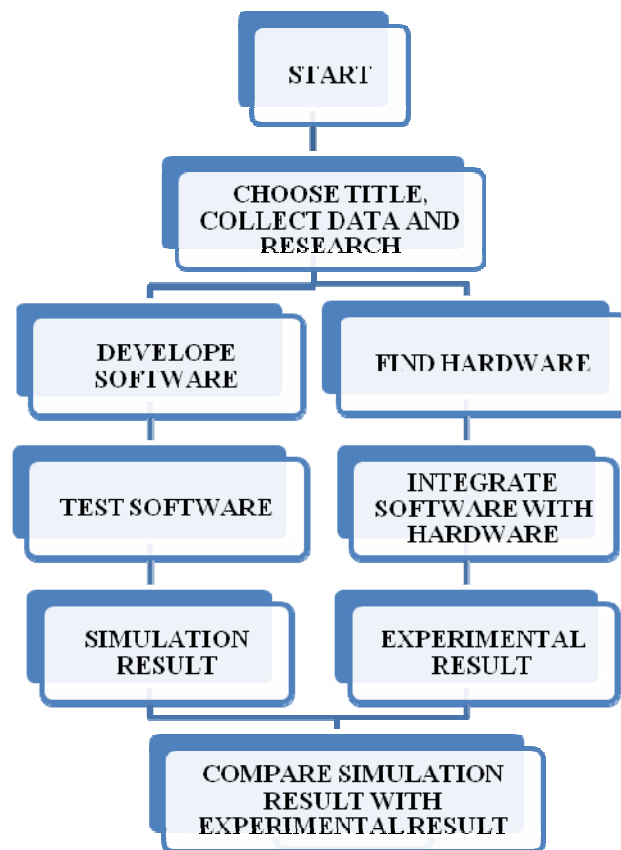 START
CHOOSE TITLE,
COLLECT DATA AND
RESEARCH
DEVELOPE
SOFTWARE
FIND HARDWARE
TEST SOFTWARE
INTEGRATE
SOFTWARE WITH
HARDWARE
SIMULATION
RESULT
EXPERIMENTAL
RESULT
COMPARE SIMULATION
RESULT WITH
EXPERIMENTAL RESULT